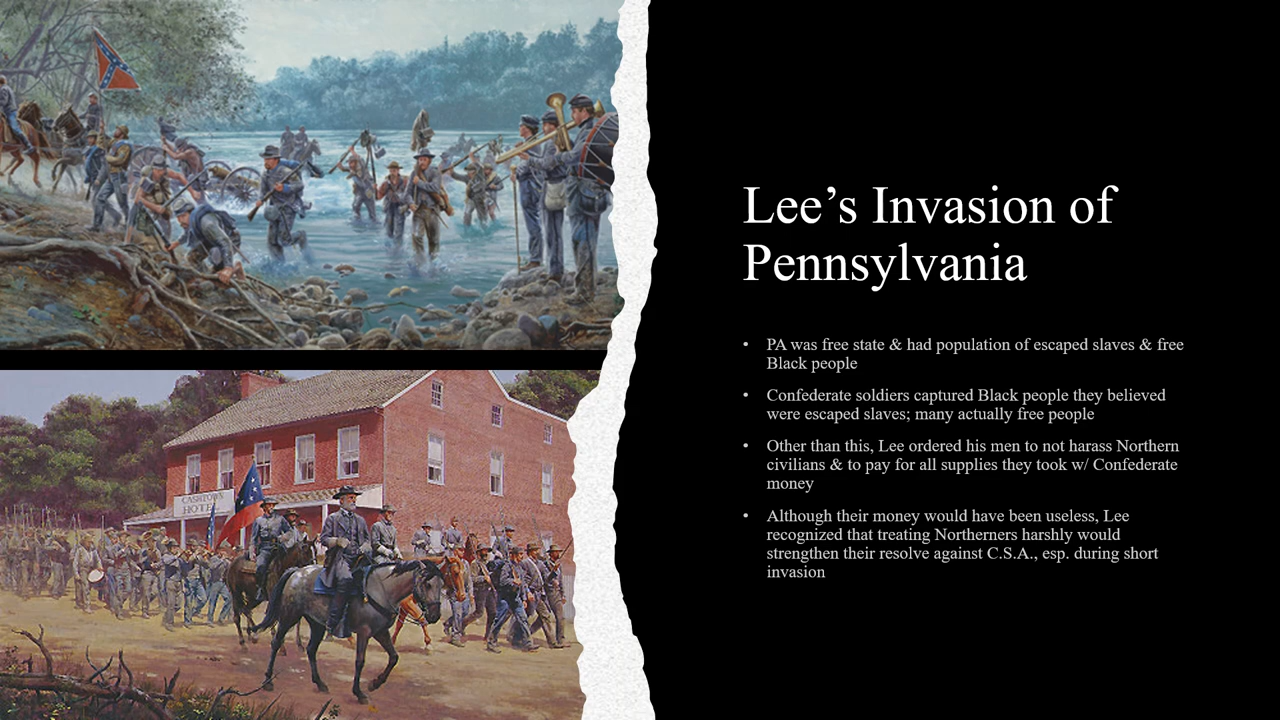 Lee’s Invasion of
Pennsylvania
• PA was free state & had population of escaped slaves & free
Black people
• Confederate soldiers captured Black people they believed
were escaped slaves; many actually free people
• Other than this, Lee ordered his men to not harass Northern
civilians & to pay for all supplies they took w/ Confederate
money
• Although their money would have been useless, Lee
recognized that treating Northerners harshly would
strengthen their resolve against C.S.A., esp. during short
invasion
CASHTOWN
HOTEL